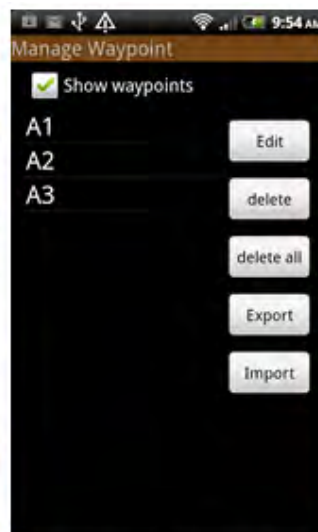 9:54 AM
Manage Waypoint
Show waypoints
A1
A2
A3
Edit
delete
delete all
Export
Import